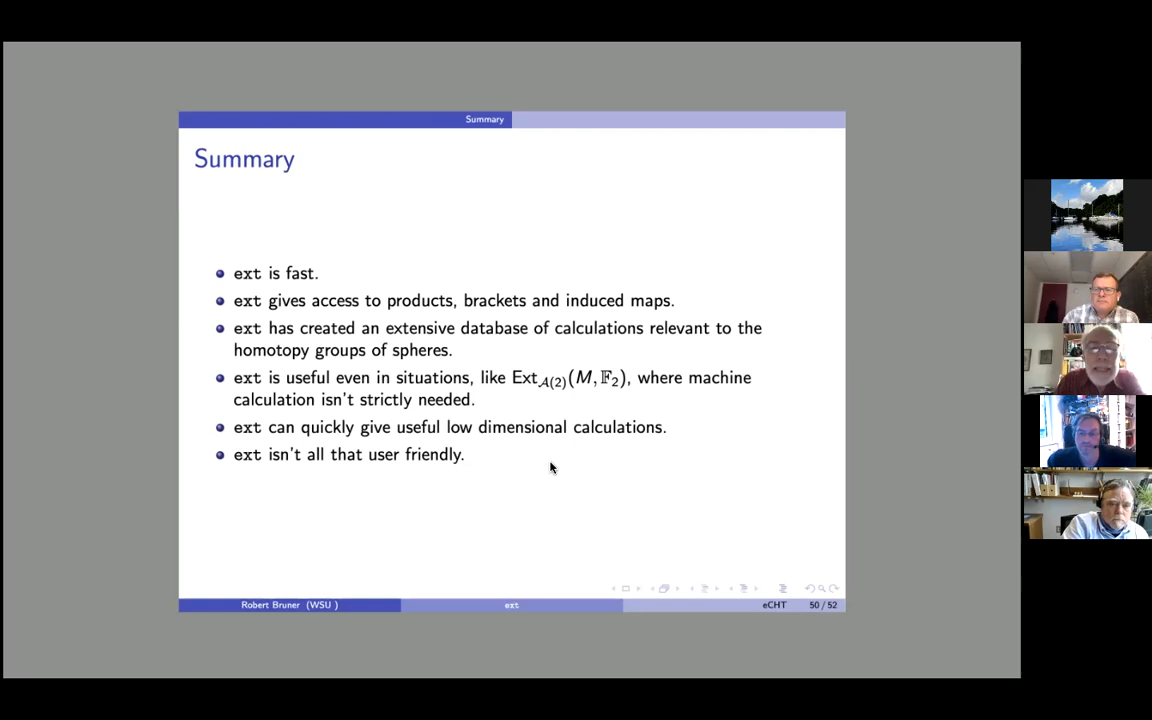 Summary
Summary
ext is fast.
ext gives access to products, brackets and induced maps.
ext has created an extensive database of calculations relevant to the
homotopy groups of spheres.
ext is useful even in situations, like Ext_{𝒜(2)}(M, 𝔽₂), where machine
calculation isn't strictly needed.
ext can quickly give useful low dimensional calculations.
ext isn't all that user friendly.
Robert Bruner (WSU ) ext eCHT 50 / 52